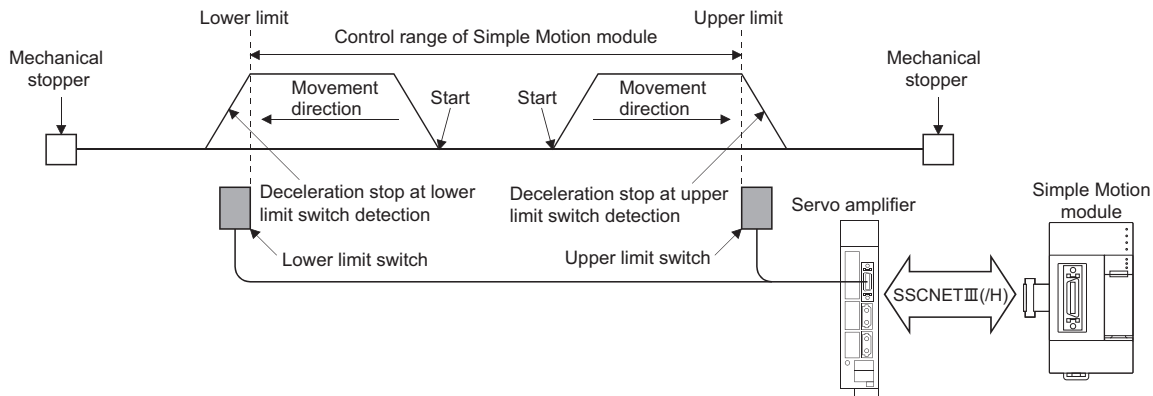 Lower limit
Upper limit
Control range of Simple Motion module
Mechanical
stopper
Mechanical
stopper
Movement
direction
Start
Start
Movement
direction
Deceleration stop at lower
limit switch detection
Deceleration stop at upper
limit switch detection
Lower limit switch
Upper limit switch
Servo amplifier
Simple Motion
module
SSCNETⅢ(/H)